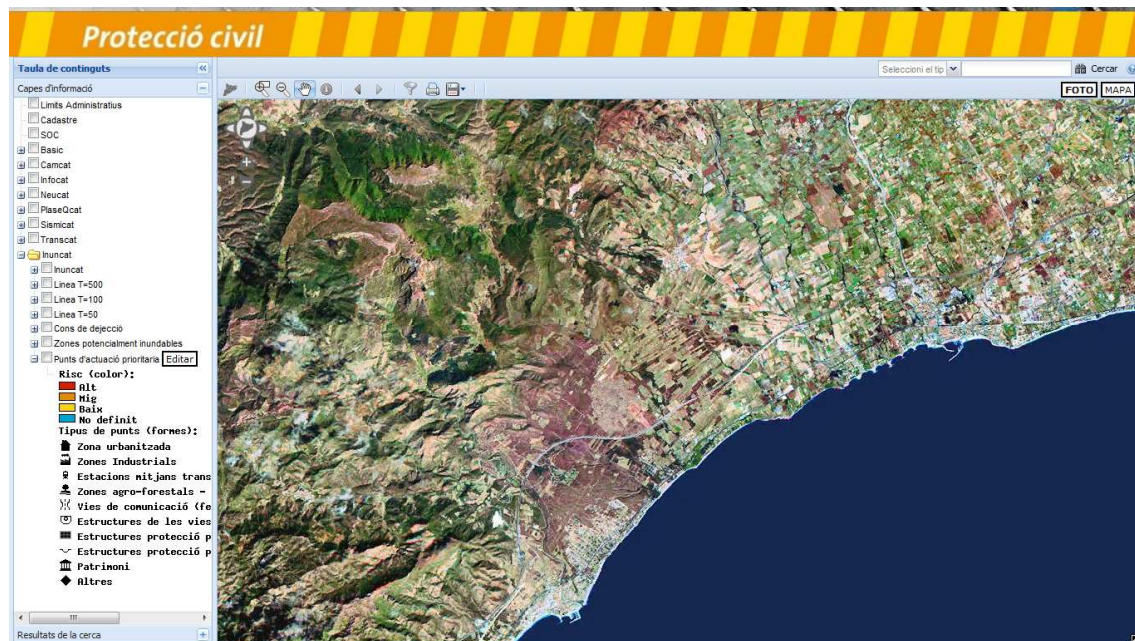 Protecció civil
Taula de continguts
Seleccioni el tip
Cercar
Capes d'informació
FOTO MAPA
Limits Administratius
Cadastre
SOC
Basic
Camcat
Infocat
Neucat
PlaseQcat
Sismicat
Transcat
Inuncat
Inuncat
Linea T=500
Linea T=100
Linea T=50
Cons de dejecció
Zones potencialment inundables
Punts d'actuació prioritaria Editar
Risc (color):
Alt
Mig
Baix
No definit
Tipus de punts (formes):
Zona urbanitzada
Zones Industrials
Estacions mitjans trans
Zones agro-forestals -
Vies de comunicació (fe
Estructures de les vies
Estructures protecció p
Estructures protecció p
Patrimoni
Altres
Resultats de la cerca